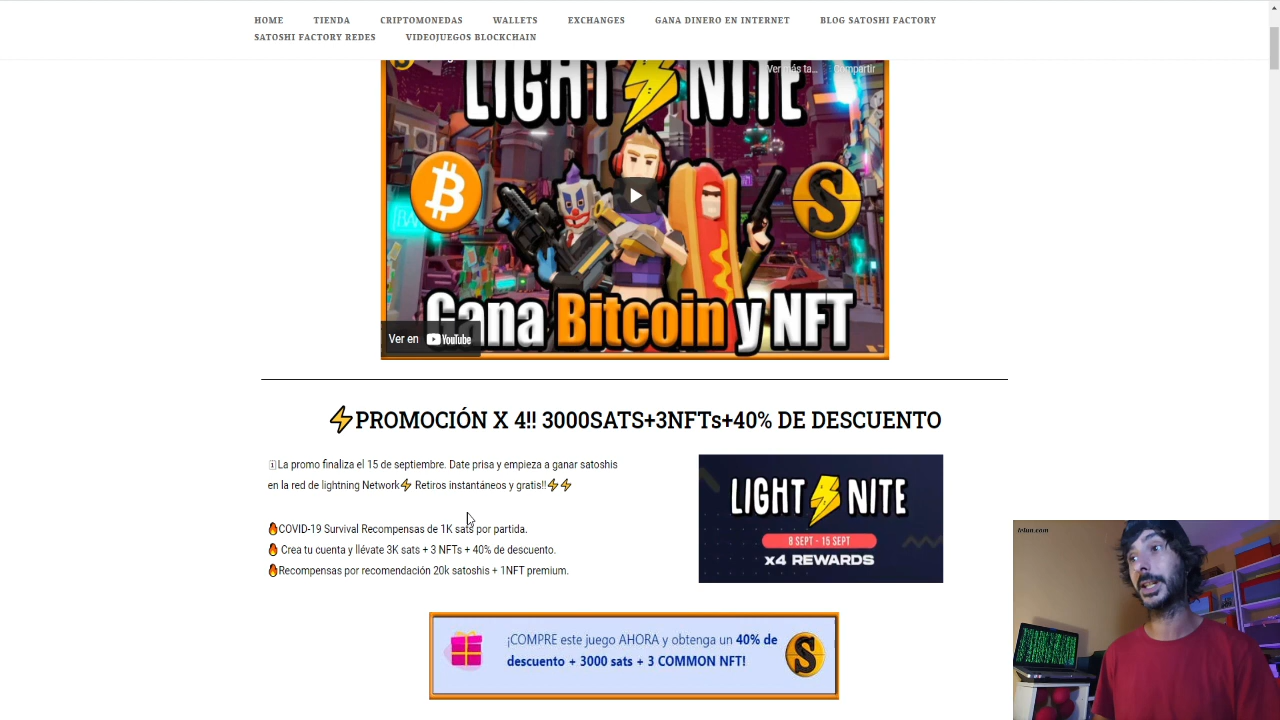 HOME TIENDA CRIPTOMONEDAS WALLETS EXCHANGES GANA DINERO EN INTERNET BLOG SATOSHI FACTORY
SATOSHI FACTORY REDES VIDEOJUEGOS BLOCKCHAIN
Ver más ta... Compartir
LIGHT NITE
Gana Bitcoin y NFT
Ver en YouTube
⚡PROMOCIÓN X 4!! 3000SATS+3NFTs+40% DE DESCUENTO
La promo finaliza el 15 de septiembre. Date prisa y empieza a ganar satoshis
en la red de lightning Network⚡ Retiros instantáneos y gratis!!⚡⚡
🔥COVID-19 Survival Recompensas de 1K sats por partida.
🔥 Crea tu cuenta y llévate 3K sats + 3 NFTs + 40% de descuento.
🔥Recompensas por recomendación 20k satoshis + 1NFT premium.
LIGHT NITE
8 SEPT - 15 SEPT
x4 REWARDS
¡COMPRE este juego AHORA y obtenga un 40% de
descuento + 3000 sats + 3 COMMON NFT!
S